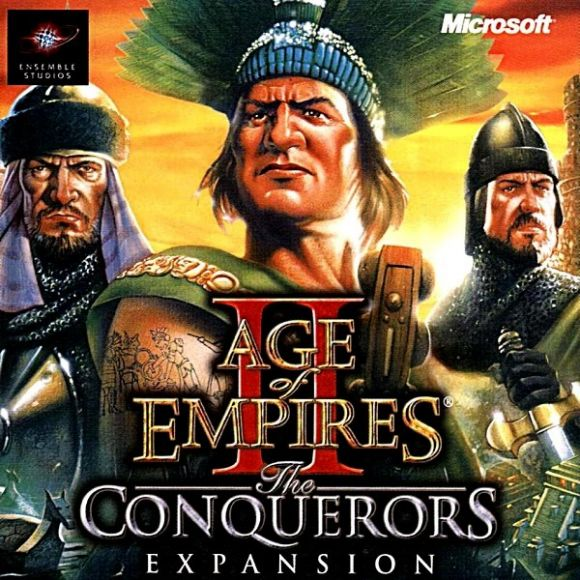 ENSEMBLE
STUDIOS
Microsoft
II
AGE
of
EMPIRES®
The
CONQUERORS
EXPANSION